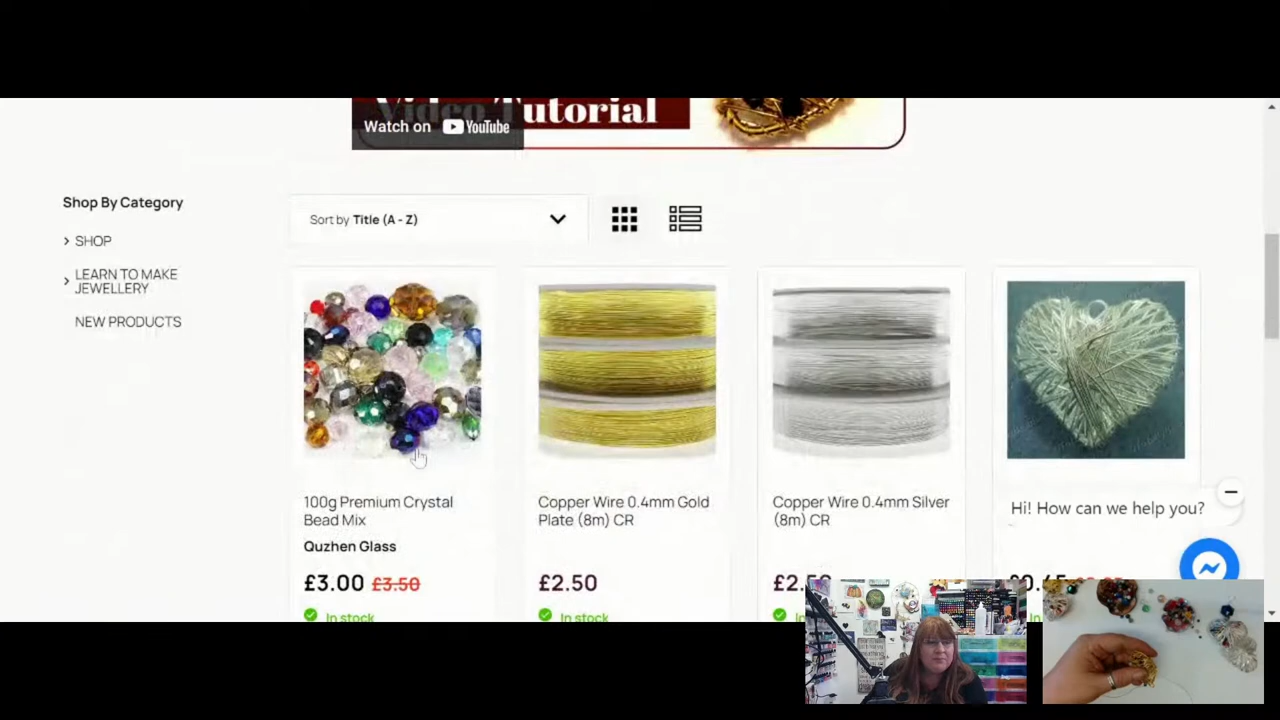 Video Tutorial
Watch on YouTube
Shop By Category
Sort by Title (A - Z)
SHOP
LEARN TO MAKE
JEWELLERY
NEW PRODUCTS
Hi! How can we help you?
100g Premium Crystal
Bead Mix
Quzhen Glass
£3.00 £3.50
In stock
Copper Wire 0.4mm Gold
Plate (8m) CR
£2.50
In stock
Copper Wire 0.4mm Silver
(8m) CR
In stock